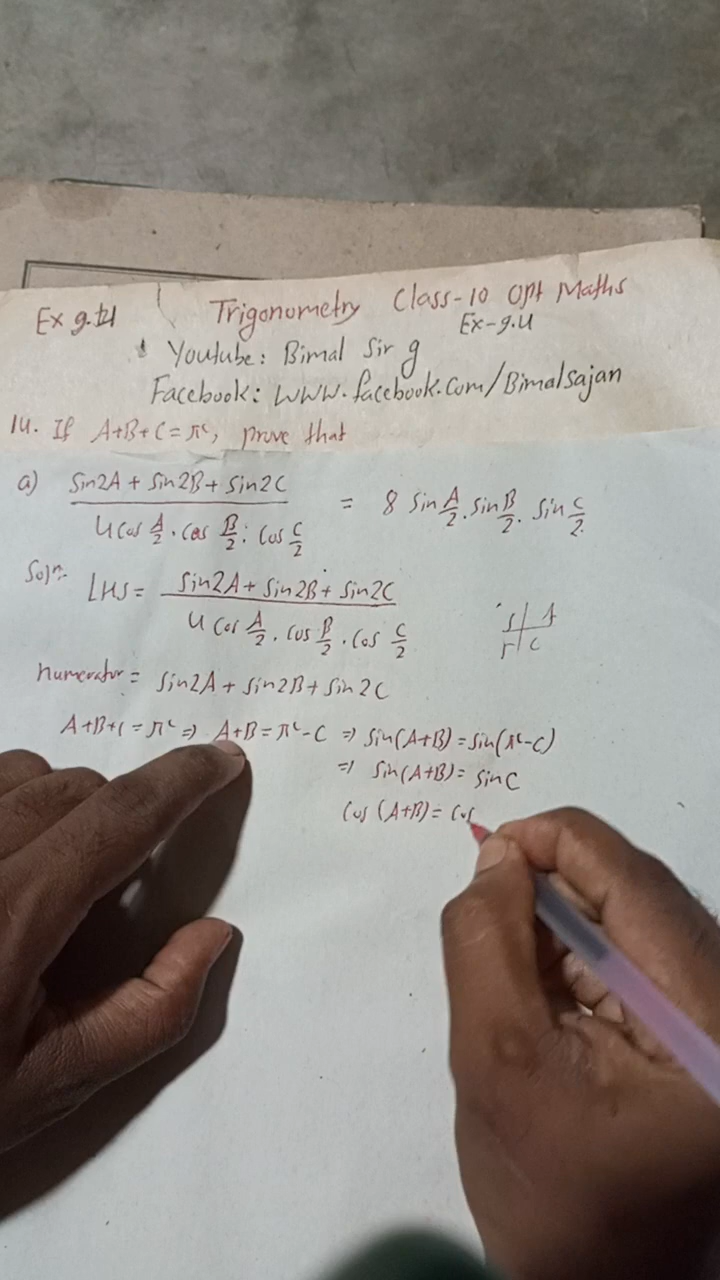 Ex 9.4 Trigonometry Class-10 Opt Maths
Ex-9.4
Youtube: Bimal Sir g
Facebook: www.facebook.com/Bimalsajan
14. If A+B+C=π^c, prove that
a) Sin2A + Sin2B + Sin2C / 4 Cos A/2 . Cos B/2 . Cos C/2 = 8 Sin A/2 . Sin B/2 . Sin C/2
Soln: LHS = Sin2A + Sin2B + Sin2C / 4 Cos A/2 . Cos B/2 . Cos C/2
S A
T C
Numerator = Sin2A + Sin2B + Sin2C
A+B+C = π^c ⇒ A+B = π^c - C ⇒ Sin(A+B) = Sin(π^c - C)
⇒ Sin(A+B) = SinC
Cos (A+B) = Cos